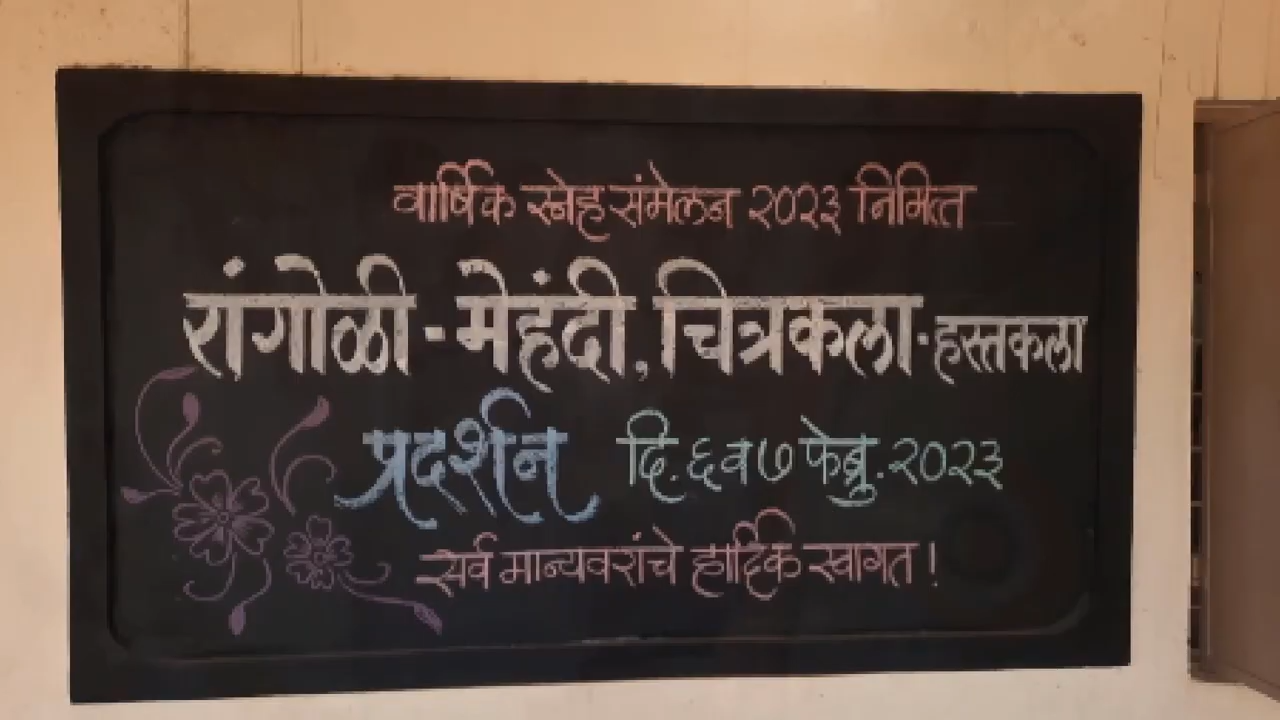 वार्षिक स्नेह संमेलन २०२३ निमित्त
रांगोळी - मेहंदी, चित्रकला - हस्तकला
प्रदर्शन दि. ६ व ७ फेब्रु. २०२३
सर्व मान्यवरांचे हार्दिक स्वागत !